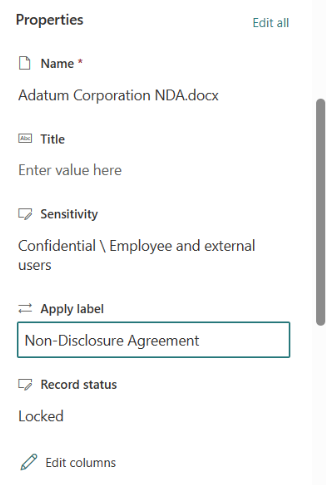 Properties
Edit all
Name *
Adatum Corporation NDA.docx
Abc
Title
Enter value here
Sensitivity
Confidential \ Employee and external
users
Apply label
Non-Disclosure Agreement
Record status
Locked
Edit columns